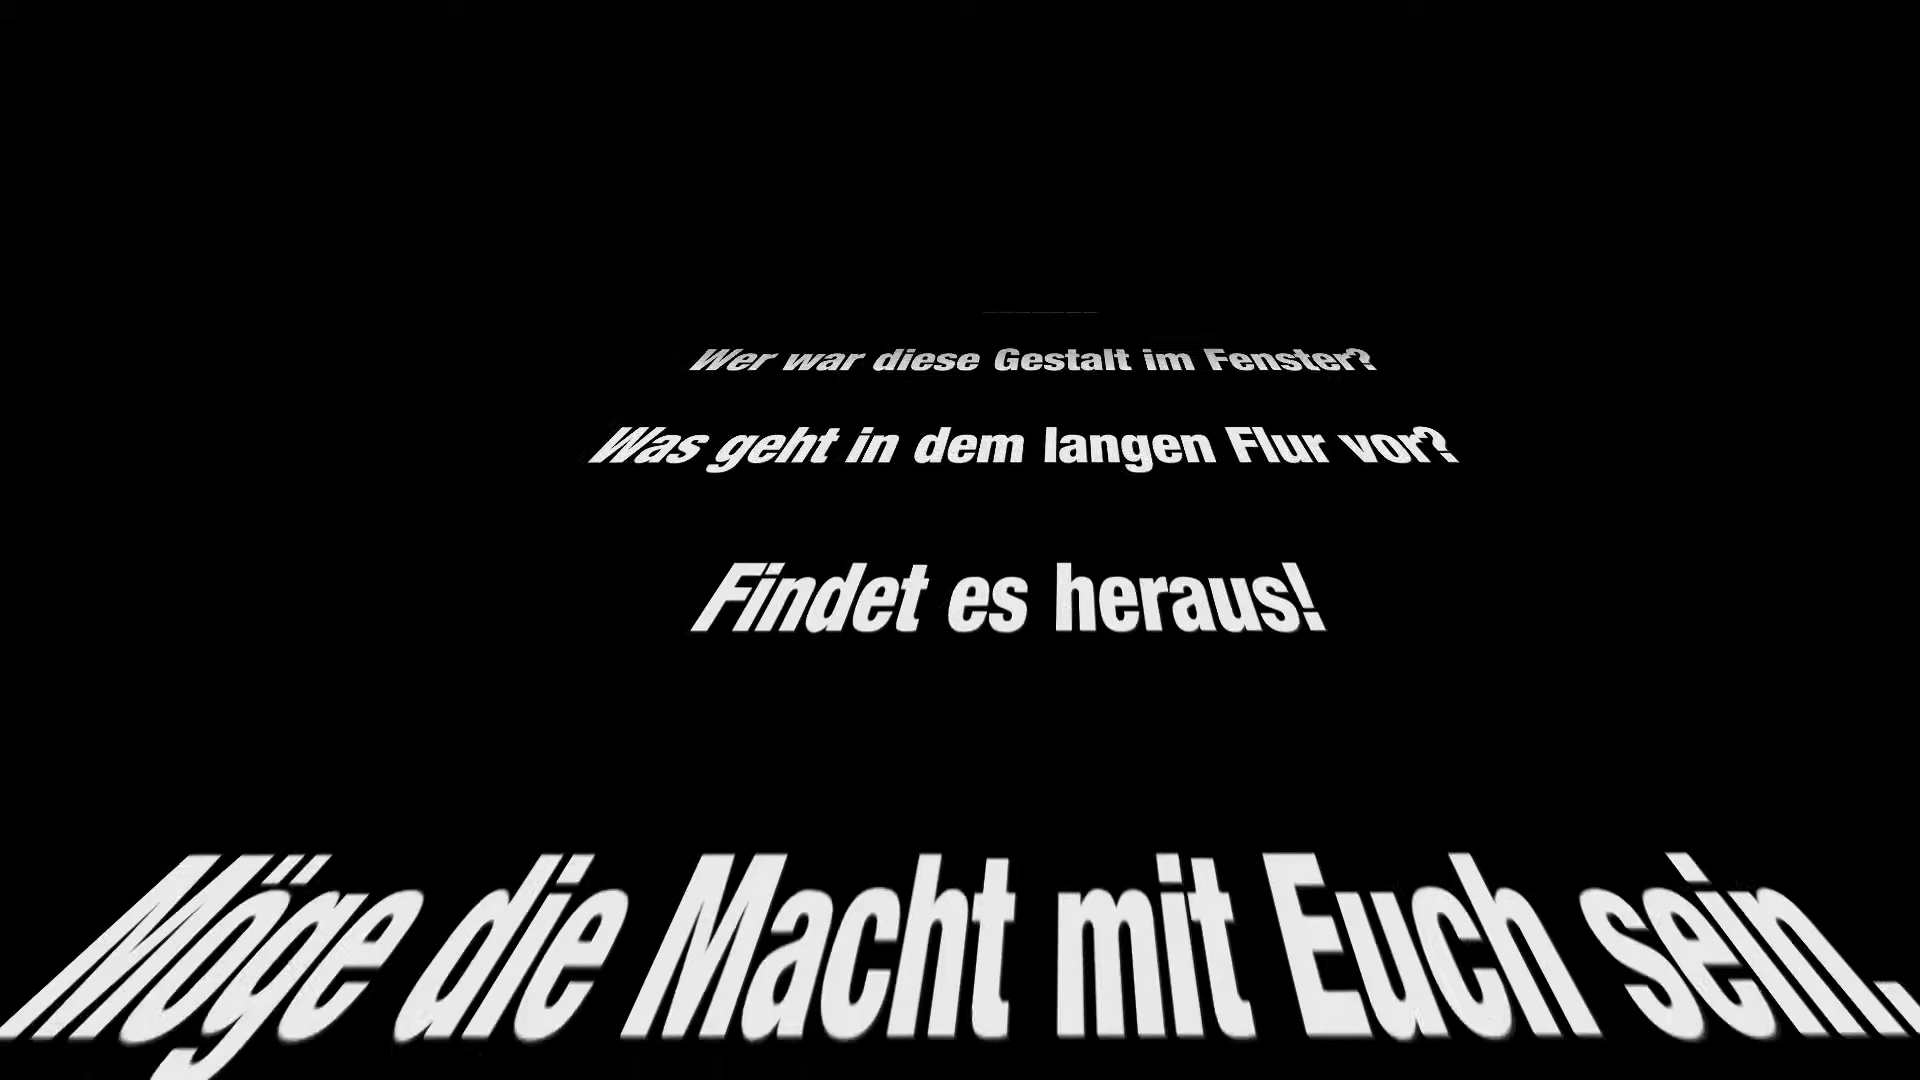 Wer war diese Gestalt im Fenster?
Was geht in dem langen Flur vor?
Findet es heraus!
Möge die Macht mit Euch sein.